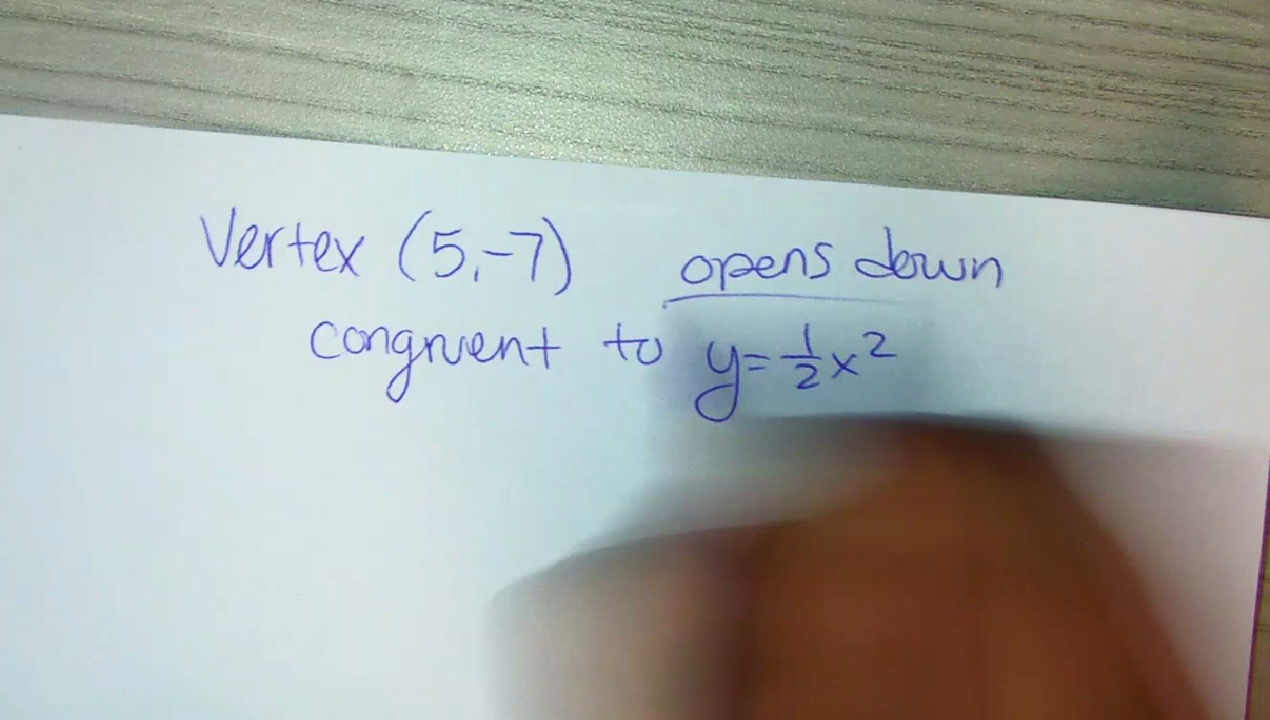 Vertex (5,-7) opens down
congruent to y=½x²